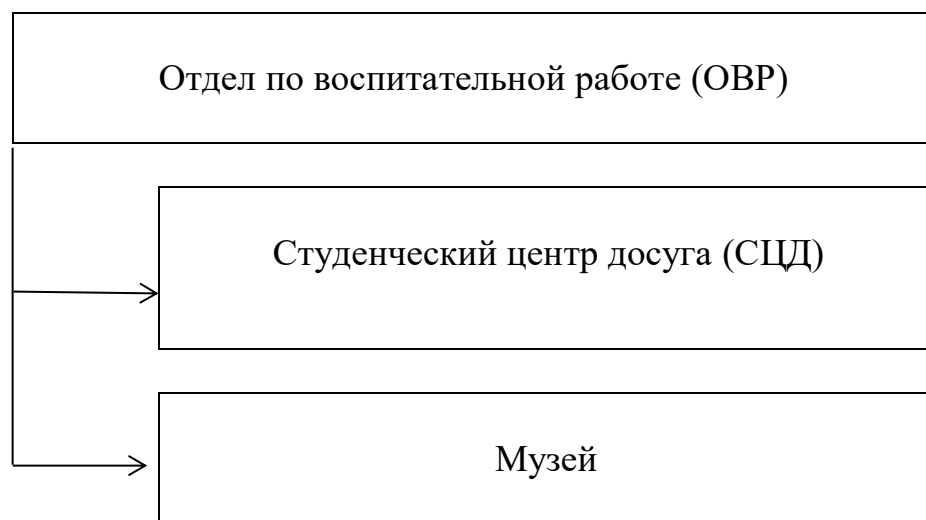 Отдел по воспитательной работе (ОВР)
Студенческий центр досуга (СЦД)
Музей